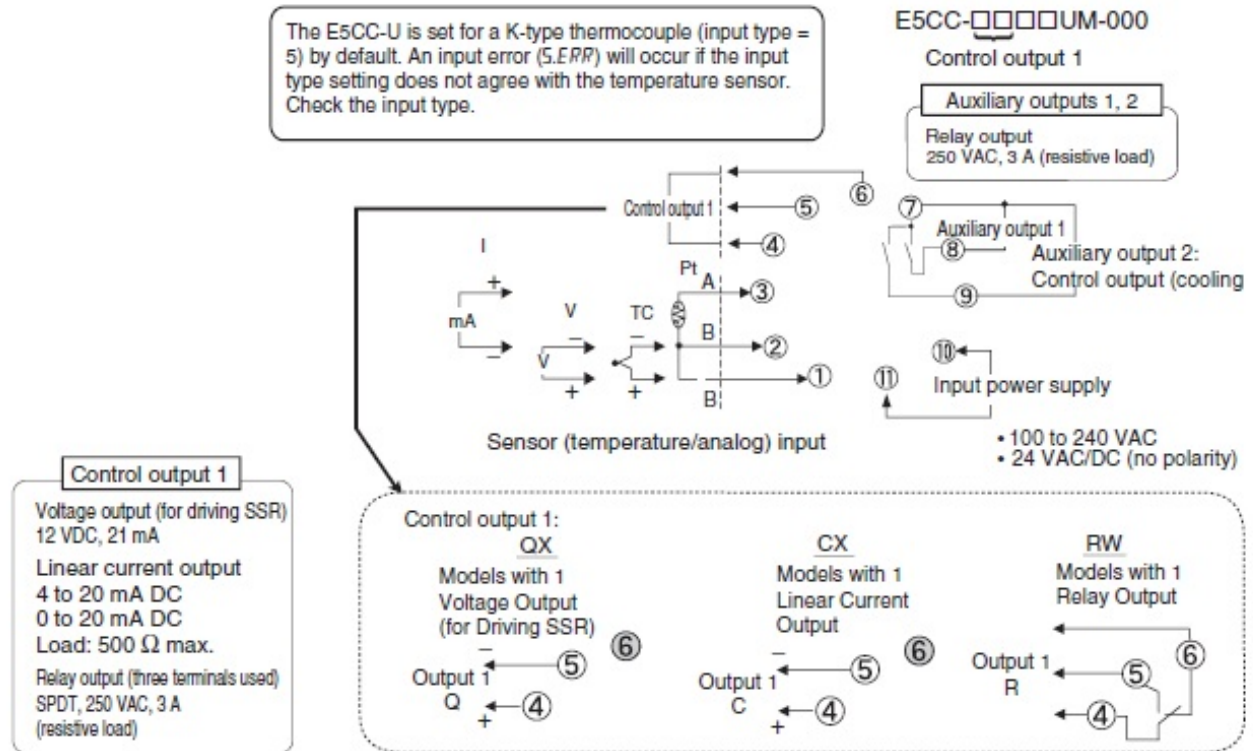 The E5CC-U is set for a K-type thermocouple (input type =
5) by default. An input error (S.ERR) will occur if the input
type setting does not agree with the temperature sensor.
Check the input type.
E5CC-□□□□UM-000
Control output 1
Auxiliary outputs 1, 2
Relay output
250 VAC, 3 A (resistive load)
Control output 1
⑥
⑤
④
⑦
Auxiliary output 1
⑧
Auxiliary output 2:
Control output (cooling
⑨
I
+
mA
−
V
−
V
+
TC
−
+
Pt
A
③
B
②
B
①
⑩
⑪
Input power supply
• 100 to 240 VAC
• 24 VAC/DC (no polarity)
Sensor (temperature/analog) input
Control output 1
Voltage output (for driving SSR)
12 VDC, 21 mA
Linear current output
4 to 20 mA DC
0 to 20 mA DC
Load: 500 Ω max.
Relay output (three terminals used)
SPDT, 250 VAC, 3 A
(resistive load)
Control output 1:
QX
Models with 1
Voltage Output
(for Driving SSR)
⑥
−
⑤
Output 1
Q
④
+
CX
Models with 1
Linear Current
Output
⑥
−
⑤
Output 1
C
④
+
RW
Models with 1
Relay Output
⑥
Output 1
R
⑤
④